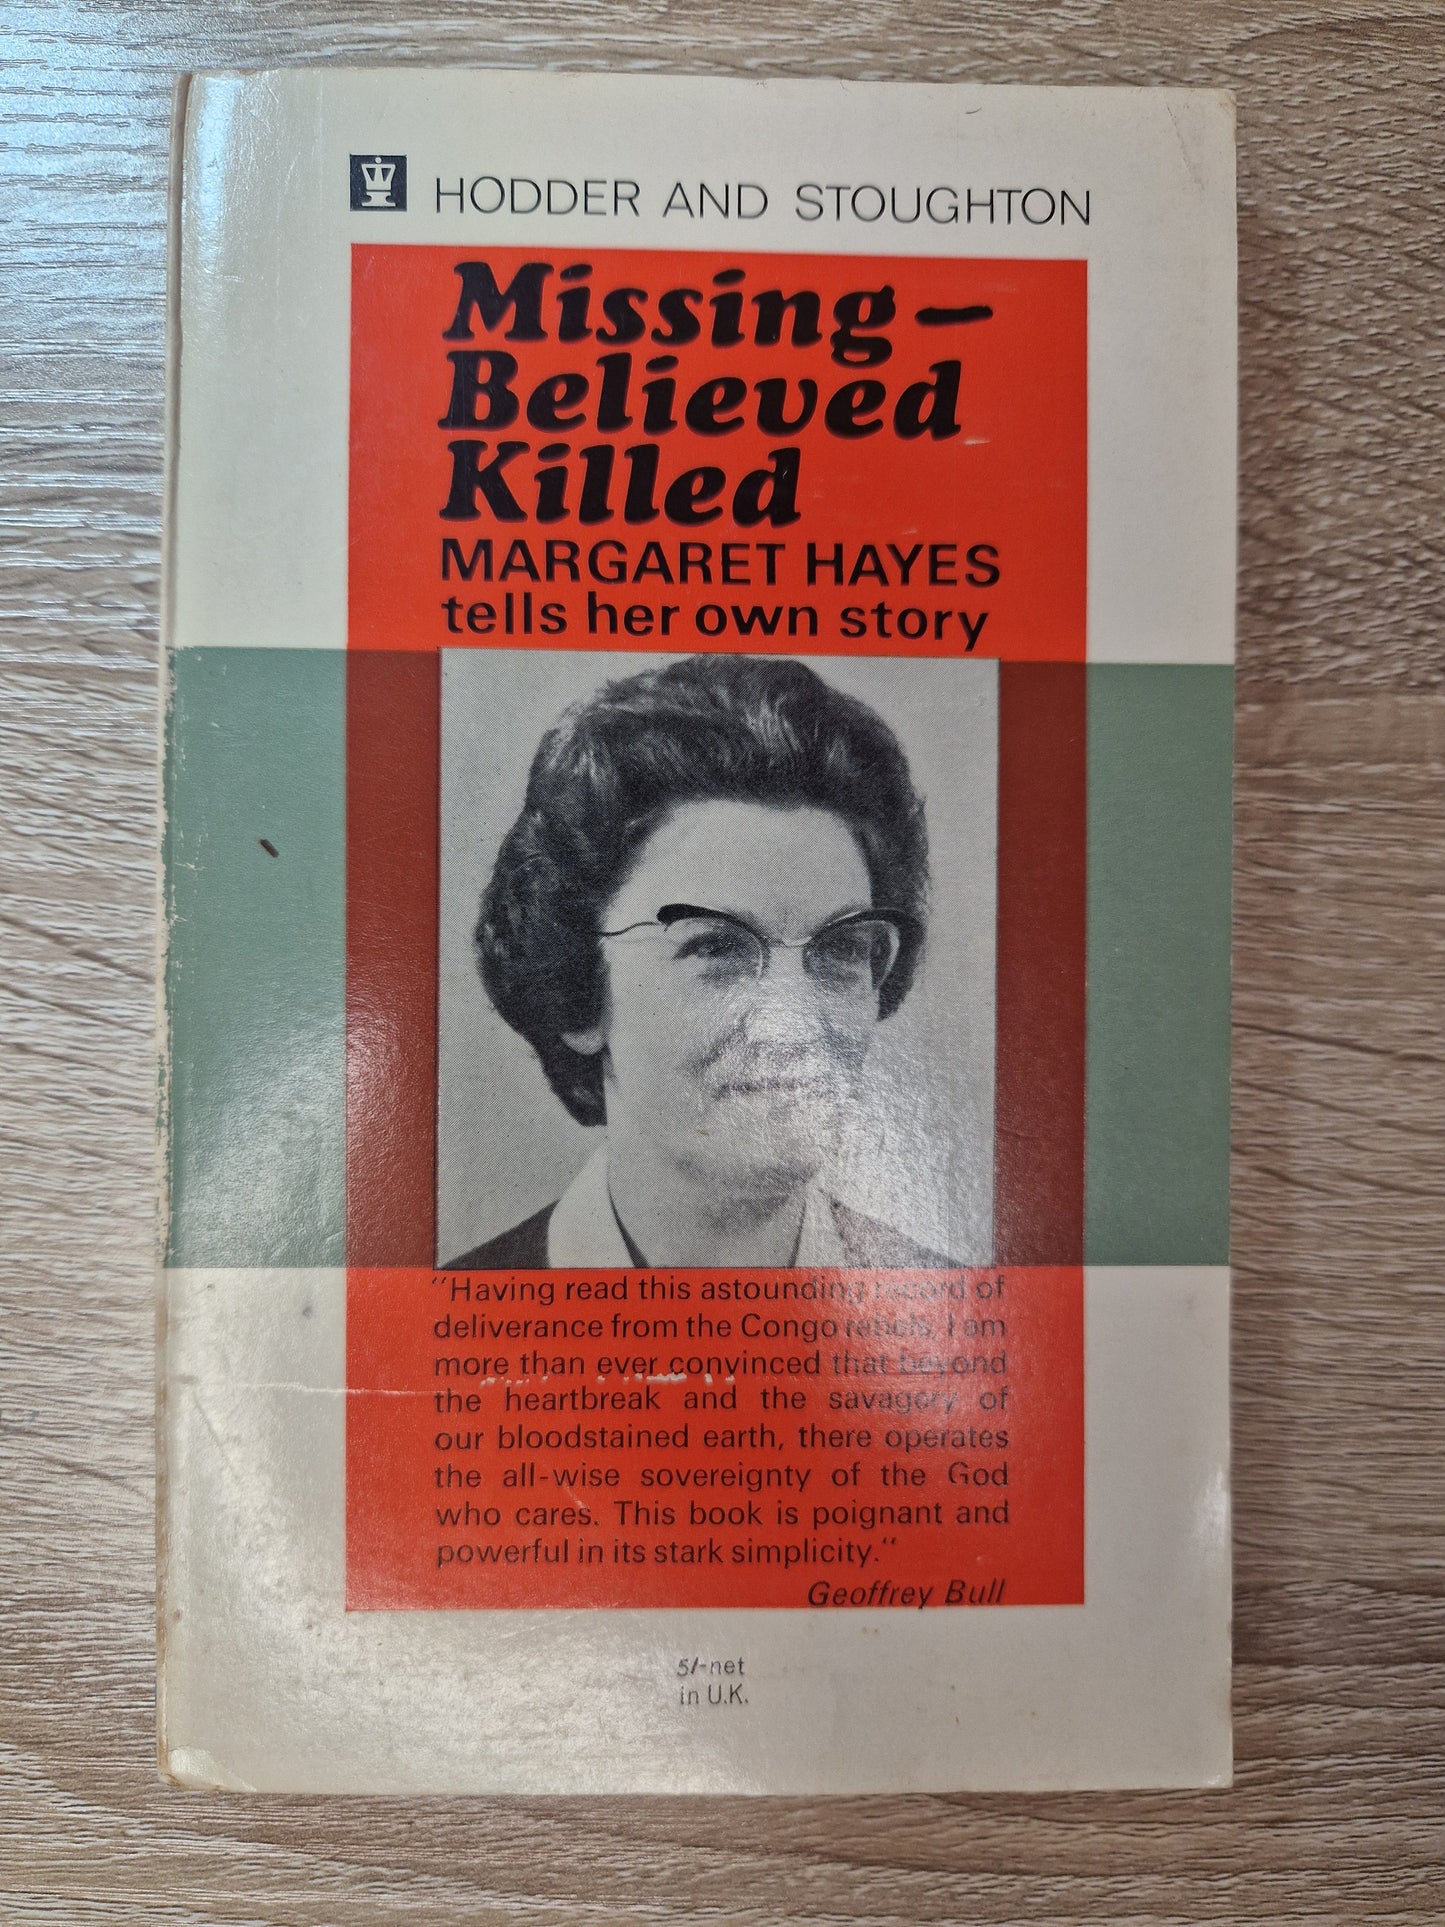 HODDER AND STOUGHTON
Missing—
Believed
Killed
MARGARET HAYES
tells her own story
"Having read this astounding record of
deliverance from the Congo rebels, I am
more than ever convinced that beyond
the heartbreak and the savagery of
our bloodstained earth, there operates
the all-wise sovereignty of the God
who cares. This book is poignant and
powerful in its stark simplicity."
Geoffrey Bull
5/-net
in U.K.